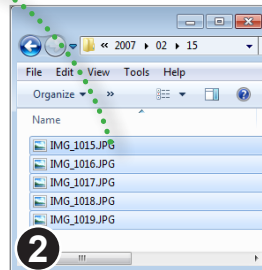 « 2007 ▸ 02 ▸ 15
File Edit View Tools Help
Organize »
Name
IMG_1015.JPG
IMG_1016.JPG
IMG_1017.JPG
IMG_1018.JPG
IMG_1019.JPG
2